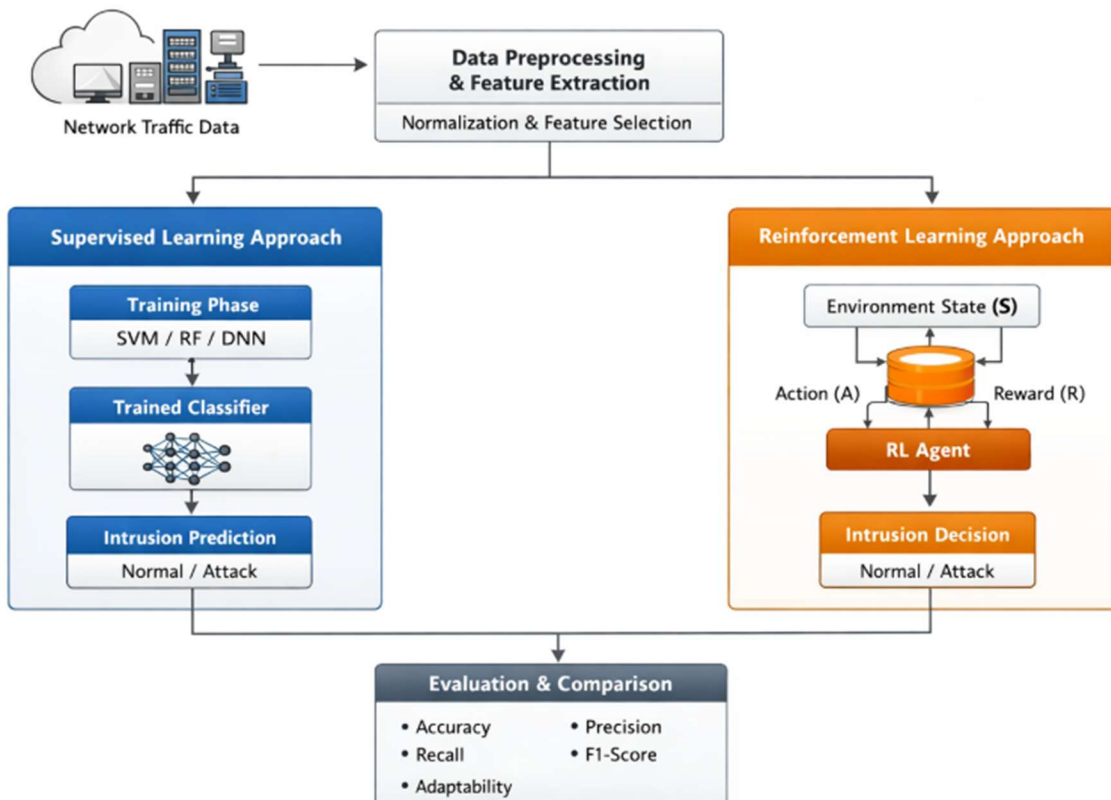 Network Traffic Data
Data Preprocessing
& Feature Extraction
Normalization & Feature Selection
Supervised Learning Approach
Training Phase
SVM / RF / DNN
Trained Classifier
Intrusion Prediction
Normal / Attack
Reinforcement Learning Approach
Environment State (S)
Action (A)
Reward (R)
RL Agent
Intrusion Decision
Normal / Attack
Evaluation & Comparison
• Accuracy
• Precision
• Recall
• F1-Score
• Adaptability